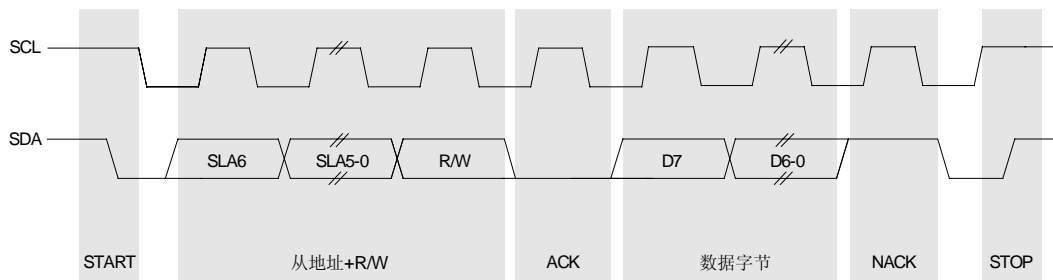 SCL
SDA
SLA6
SLA5-0
R/W
D7
D6-0
START
从地址+R/W
ACK
数据字节
NACK
STOP